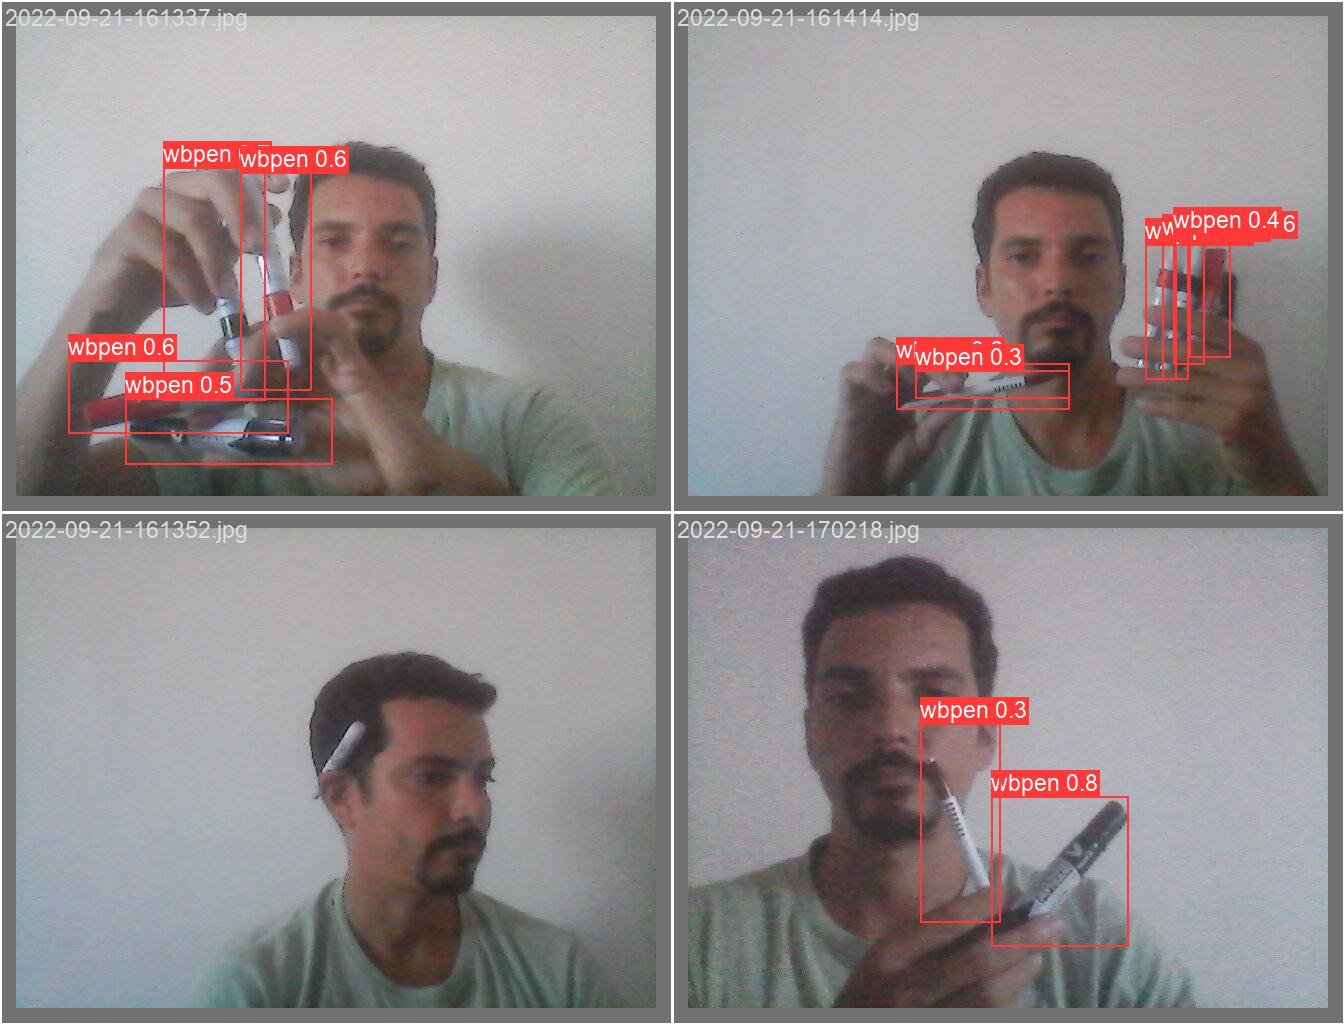 2022-09-21-161337.jpg
wbpen
wbpen 0.6
wbpen 0.6
wbpen 0.5
2022-09-21-161414.jpg
wbpen 0.4
6
wbpen 0.3
2022-09-21-161352.jpg
2022-09-21-170218.jpg
wbpen 0.3
wbpen 0.8